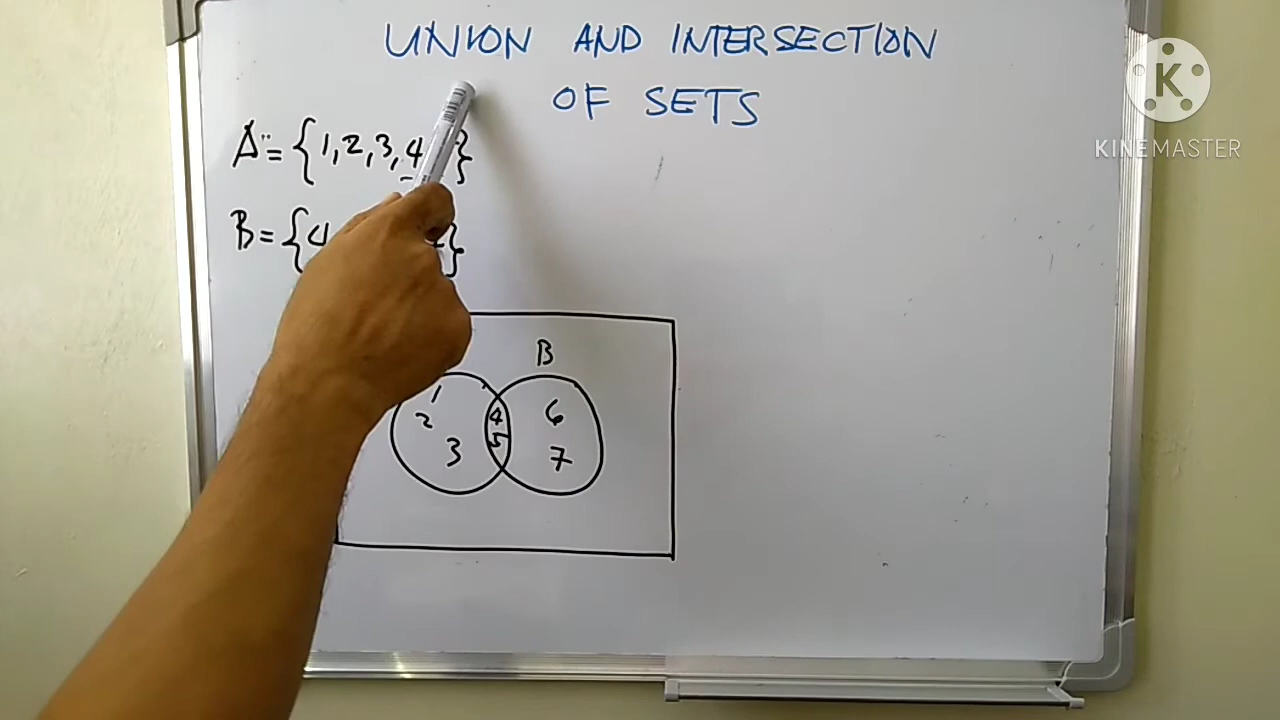 UNION AND INTERSECTION
OF SETS
A = {1, 2, 3, 4 }
B = {4 }
B
1
2
3
4
5
6
7
K
KINEMASTER